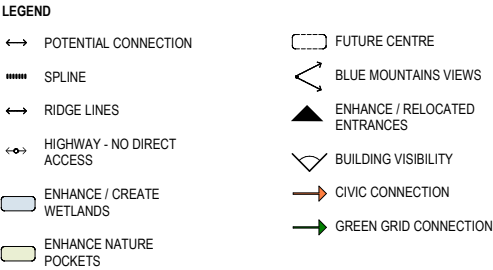 LEGEND
POTENTIAL CONNECTION
SPLINE
RIDGE LINES
HIGHWAY - NO DIRECT
ACCESS
ENHANCE / CREATE
WETLANDS
ENHANCE NATURE
POCKETS
FUTURE CENTRE
BLUE MOUNTAINS VIEWS
ENHANCE / RELOCATED
ENTRANCES
BUILDING VISIBILITY
CIVIC CONNECTION
GREEN GRID CONNECTION